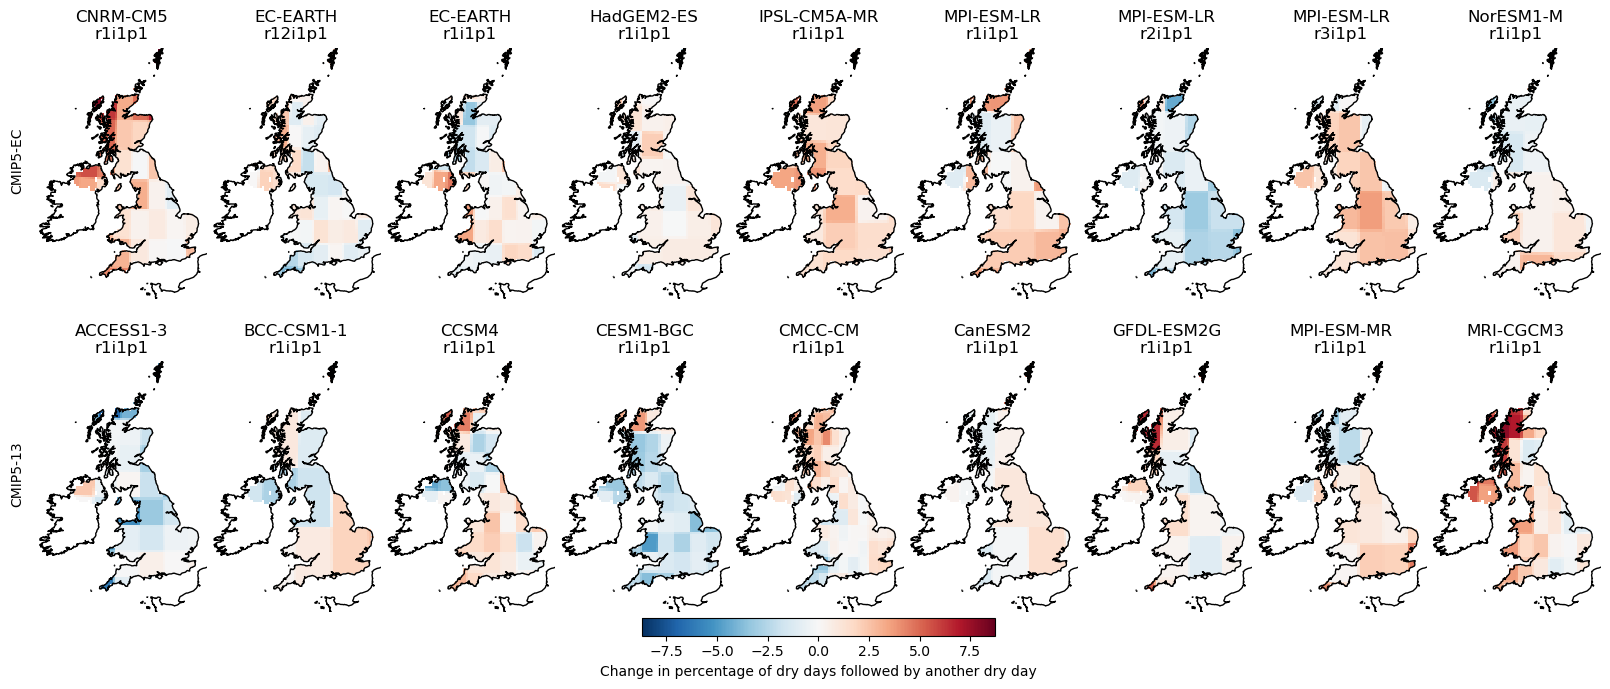 CNRM-CM5 EC-EARTH EC-EARTH HadGEM2-ES IPSL-CM5A-MR MPI-ESM-LR MPI-ESM-LR MPI-ESM-LR NorESM1-M
r1i1p1 r12i1p1 r1i1p1 r1i1p1 r1i1p1 r1i1p1 r2i1p1 r3i1p1 r1i1p1
CMIP5-EC
ACCESS1-3 BCC-CSM1-1 CCSM4 CESM1-BGC CMCC-CM CanESM2 GFDL-ESM2G MPI-ESM-MR MRI-CGCM3
r1i1p1 r1i1p1 r1i1p1 r1i1p1 r1i1p1 r1i1p1 r1i1p1 r1i1p1 r1i1p1
CMIP5-13
−7.5 −5.0 −2.5 0.0 2.5 5.0 7.5
Change in percentage of dry days followed by another dry day